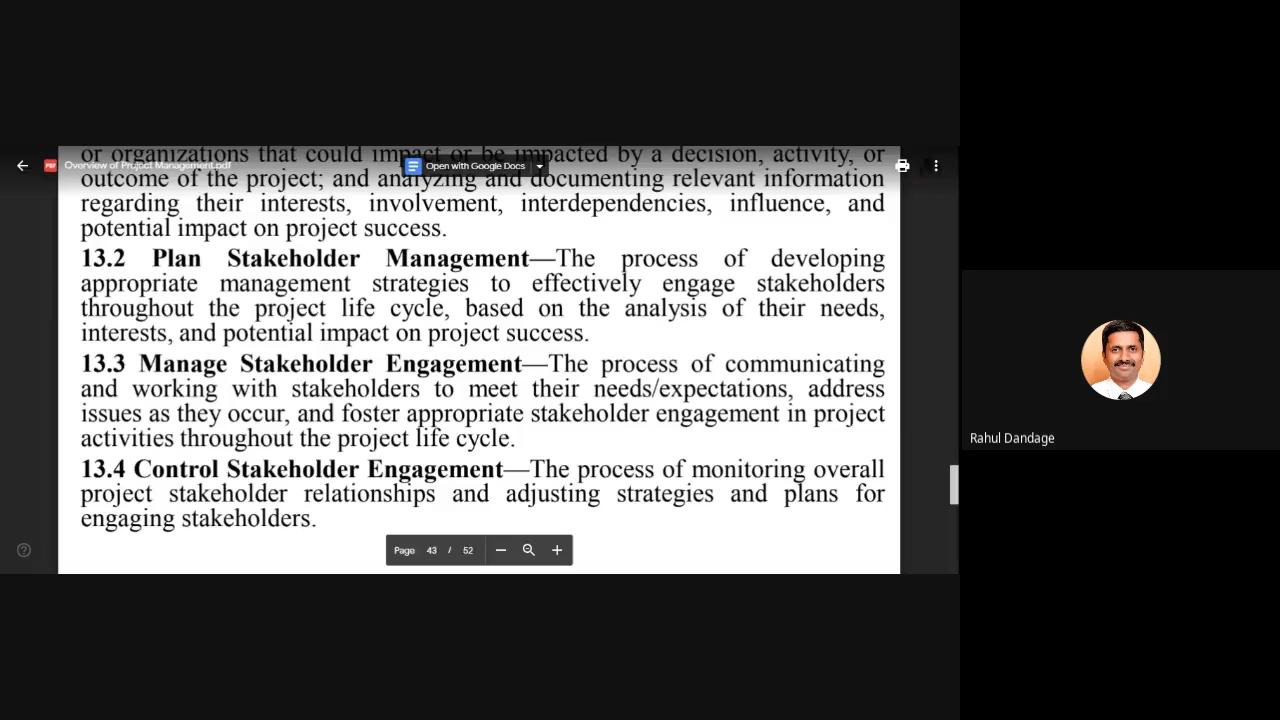 or organizations that could impact or be impacted by a decision, activity, or
Overview of Project Management.pdf
Open with Google Docs
outcome of the project; and analyzing and documenting relevant information
regarding their interests, involvement, interdependencies, influence, and
potential impact on project success.
13.2 Plan Stakeholder Management—The process of developing
appropriate management strategies to effectively engage stakeholders
throughout the project life cycle, based on the analysis of their needs,
interests, and potential impact on project success.
13.3 Manage Stakeholder Engagement—The process of communicating
and working with stakeholders to meet their needs/expectations, address
issues as they occur, and foster appropriate stakeholder engagement in project
activities throughout the project life cycle.
13.4 Control Stakeholder Engagement—The process of monitoring overall
project stakeholder relationships and adjusting strategies and plans for
engaging stakeholders.
Page 43 / 52
Rahul Dandage